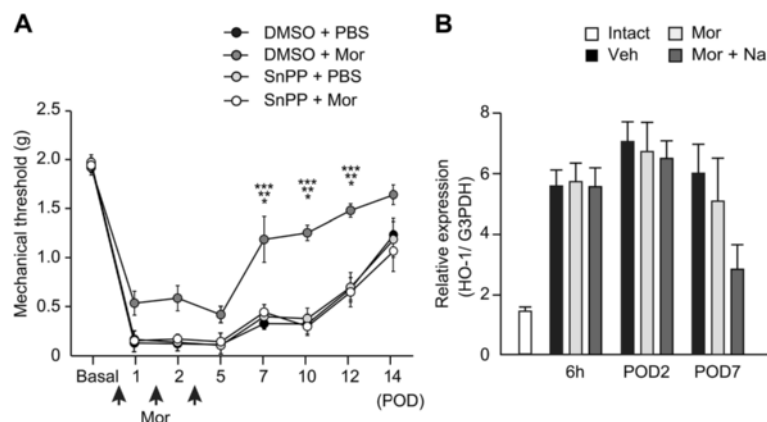 A
DMSO + PBS
DMSO + Mor
SnPP + PBS
SnPP + Mor
Mechanical threshold (g)
2.5
2.0
1.5
1.0
0.5
0
***
**
*
***
**
*
***
**
*
Basal 1 2 5 7 10 12 14
(POD)
Mor
B
Intact
Veh
Mor
Mor + Na
Relative expression
(HO-1/ G3PDH)
8
6
4
2
0
6h POD2 POD7